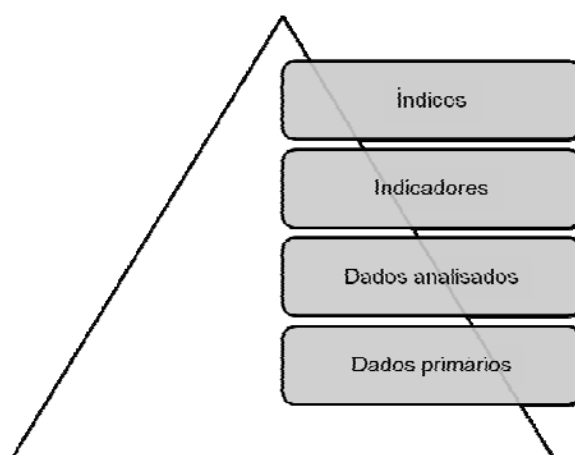 Índices
Indicadores
Dados analisados
Dados primários